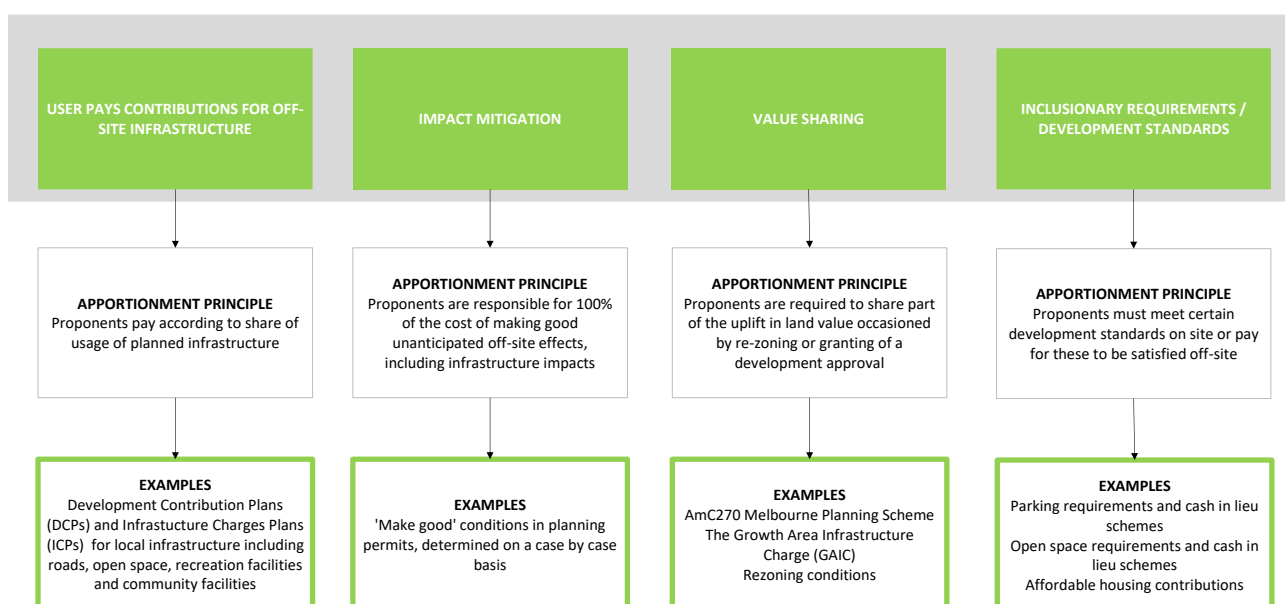 USER PAYS CONTRIBUTIONS FOR OFF-
SITE INFRASTRUCTURE
IMPACT MITIGATION
VALUE SHARING
INCLUSIONARY REQUIREMENTS /
DEVELOPMENT STANDARDS
APPORTIONMENT PRINCIPLE
Proponents pay according to share of
usage of planned infrastructure
APPORTIONMENT PRINCIPLE
Proponents are responsible for 100%
of the cost of making good
unanticipated off-site effects,
including infrastructure impacts
APPORTIONMENT PRINCIPLE
Proponents are required to share part
of the uplift in land value occasioned
by re-zoning or granting of a
development approval
APPORTIONMENT PRINCIPLE
Proponents must meet certain
development standards on site or pay
for these to be satisfied off-site
EXAMPLES
Development Contribution Plans
(DCPs) and Infrastucture Charges Plans
(ICPs) for local infrastructure including
roads, open space, recreation facilities
and community facilities
EXAMPLES
'Make good' conditions in planning
permits, determined on a case by case
basis
EXAMPLES
AmC270 Melbourne Planning Scheme
The Growth Area Infrastructure
Charge (GAIC)
Rezoning conditions
EXAMPLES
Parking requirements and cash in lieu
schemes
Open space requirements and cash in
lieu schemes
Affordable housing contributions